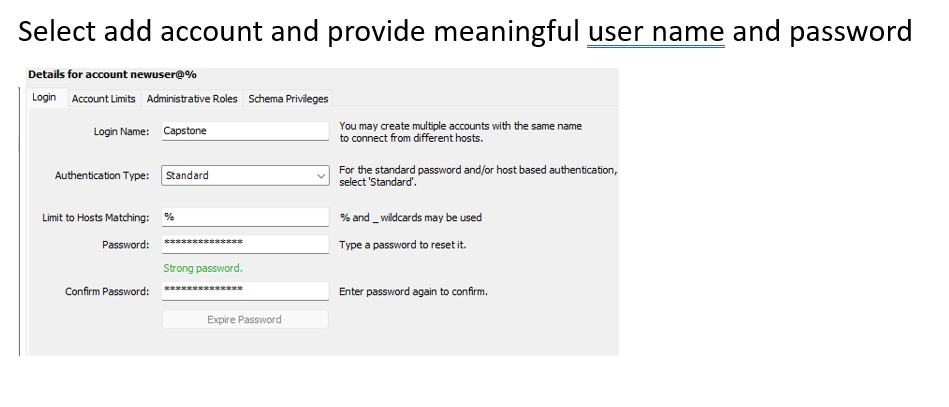 Select add account and provide meaningful user name and password
Details for account newuser@%
Login Account Limits Administrative Roles Schema Privileges
Login Name: Capstone You may create multiple accounts with the same name
to connect from different hosts.
Authentication Type: Standard For the standard password and/or host based authentication,
select 'Standard'.
Limit to Hosts Matching: % % and _ wildcards may be used
Password: ************** Type a password to reset it.
Strong password.
Confirm Password: ************** Enter password again to confirm.
Expire Password